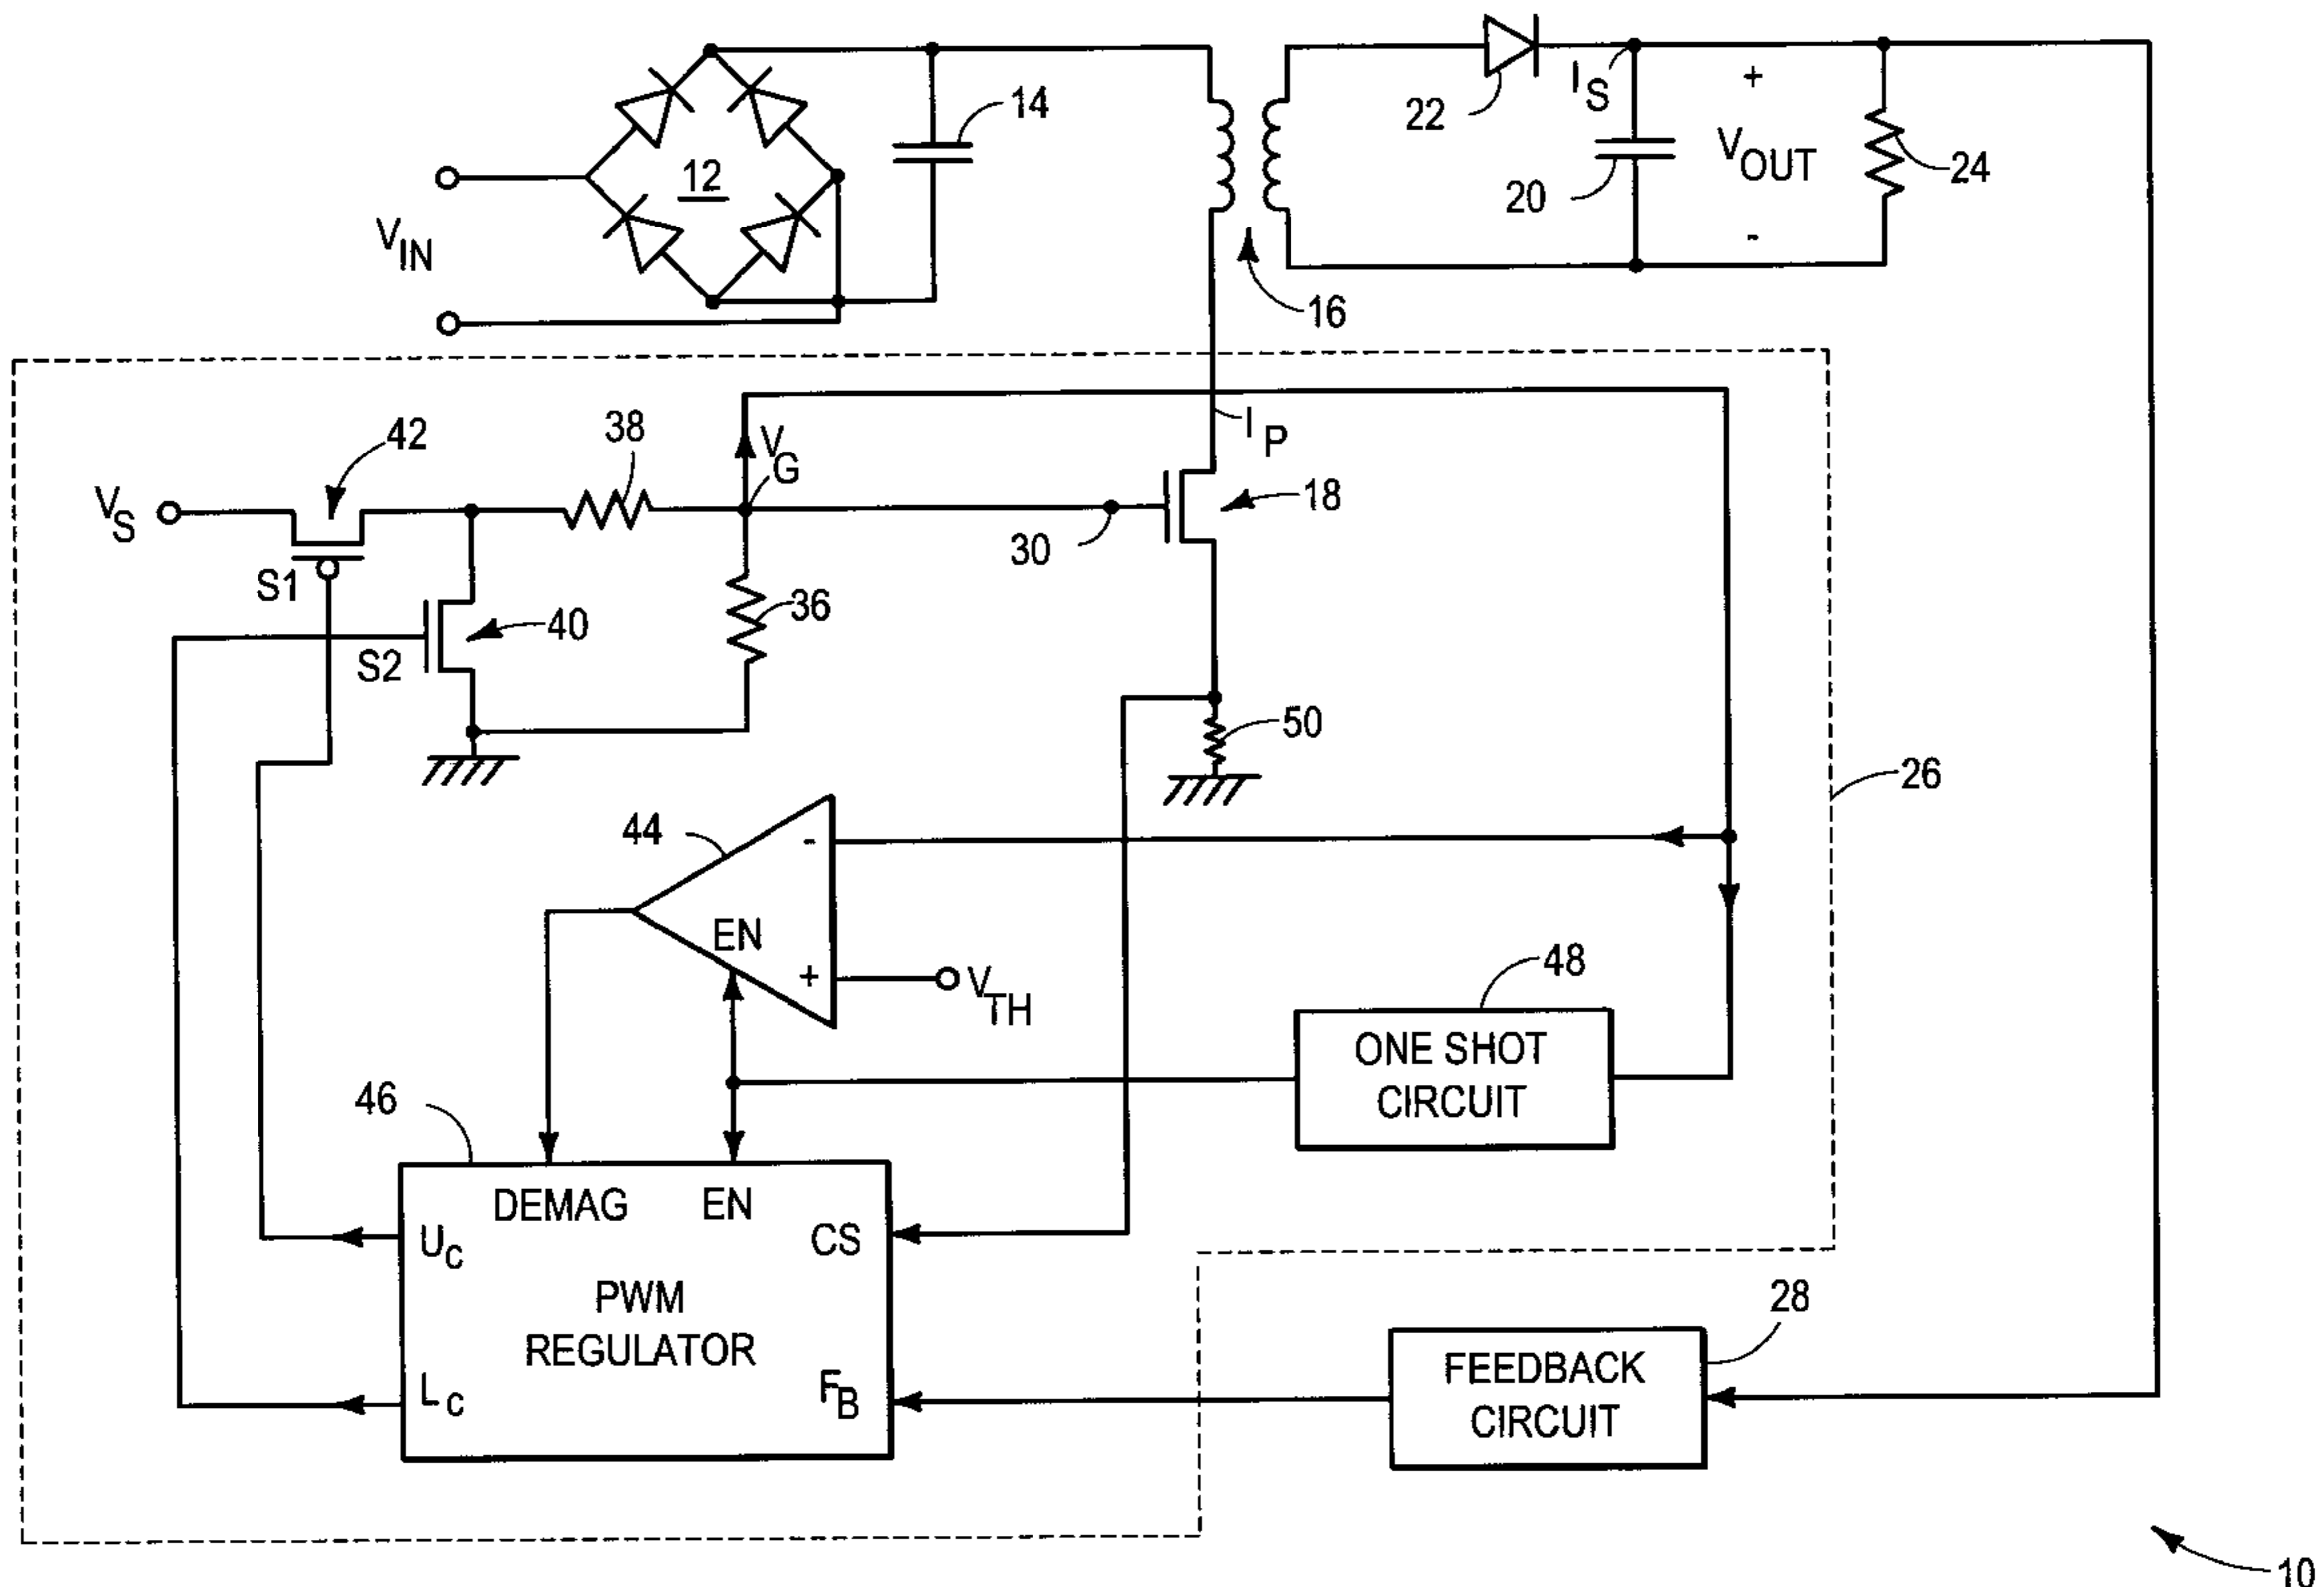 14
12
VIN
16
22
IS
20
+
VOUT
-
24
42
38
VG
IP
VS
S1
30
18
40
S2
36
50
26
44
-
EN
+
VTH
48
ONE SHOT
CIRCUIT
46
DEMAG
EN
UC
CS
PWM
REGULATOR
LC
FB
28
FEEDBACK
CIRCUIT
10